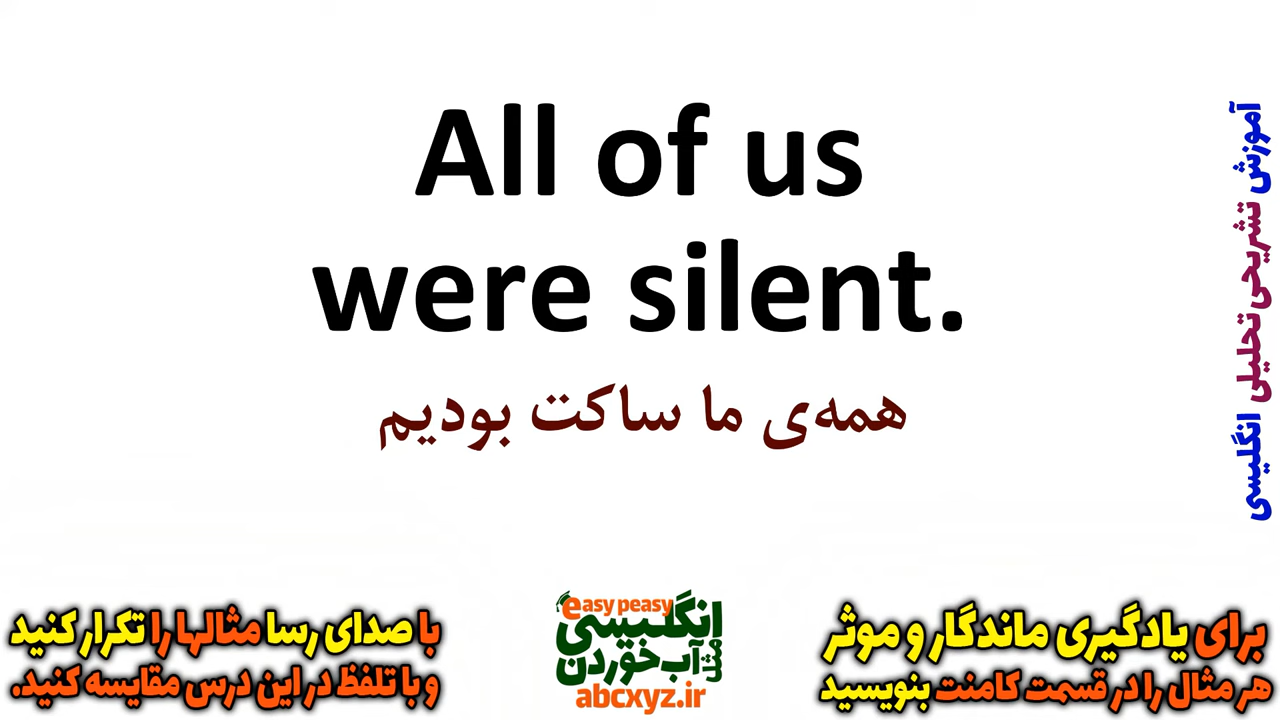 All of us
were silent.
همه‌ی ما ساکت بودیم
آموزش تشریحی تحلیلی انگلیسی
برای یادگیری ماندگار و موثر
هر مثال را در قسمت کامنت بنویسید
easy peasy
انگلیسی
مثل آب خوردن
abcxyz.ir
با صدای رسا مثالها را تکرار کنید
و با تلفظ در این درس مقایسه کنید.